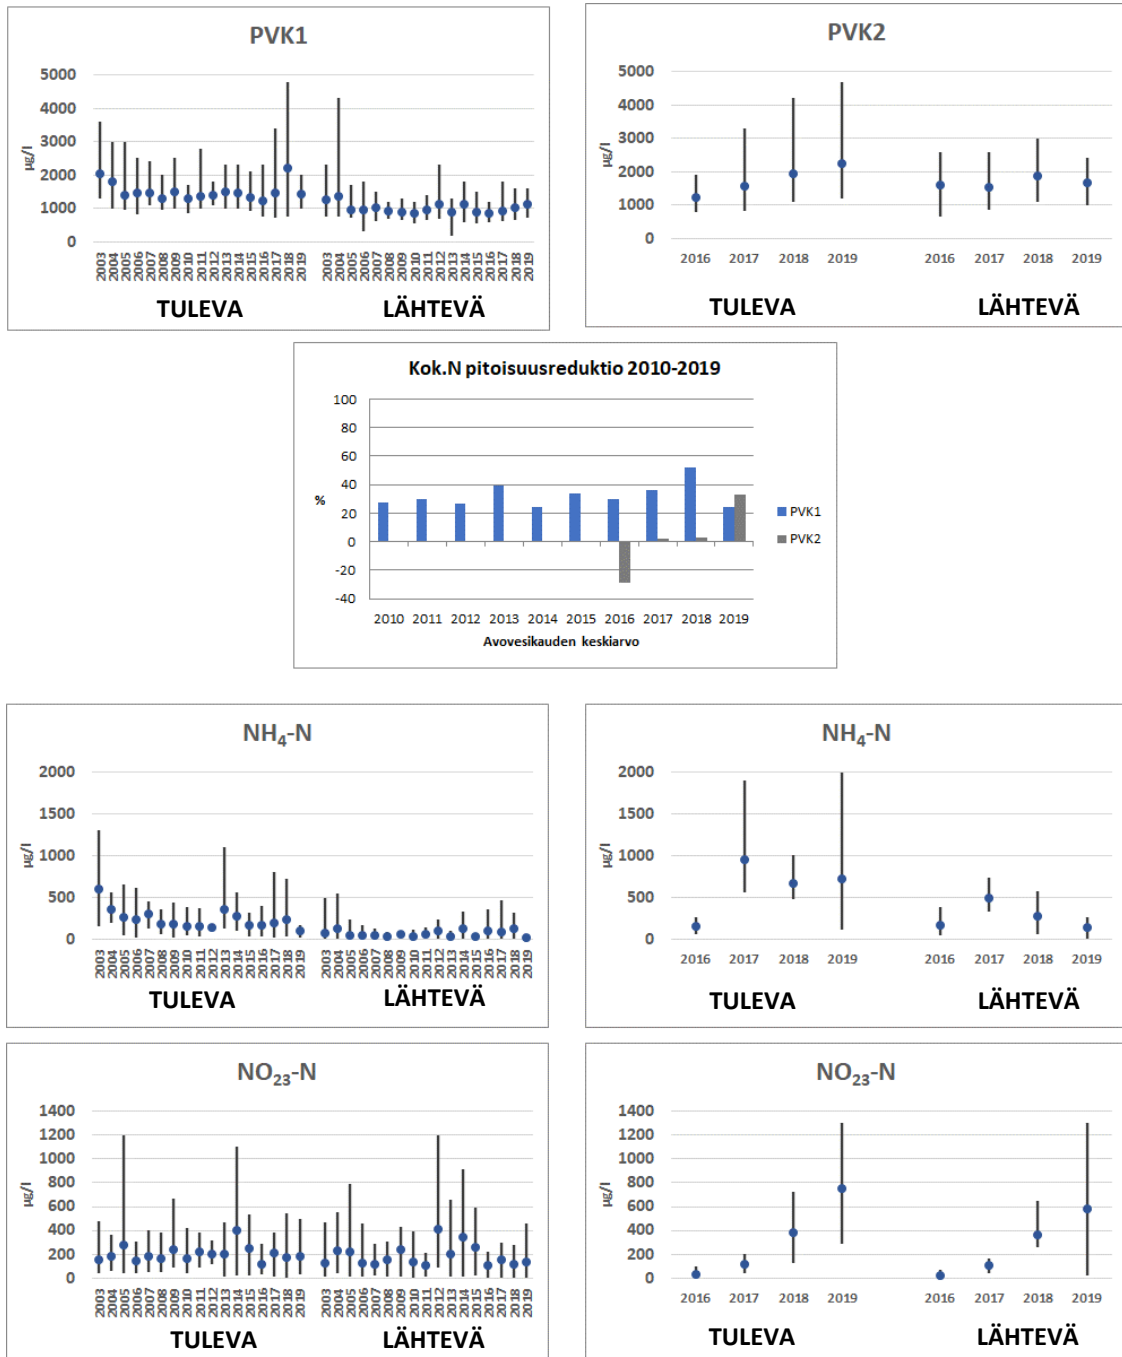 PVK1
5000
4000
3000
2000
1000
0
µg/l
2003 2004 2005 2006 2007 2008 2009 2010 2011 2012 2013 2014 2015 2016 2017 2018 2019 2003 2004 2005 2006 2007 2008 2009 2010 2011 2012 2013 2014 2015 2016 2017 2018 2019
TULEVA LÄHTEVÄ
PVK2
5000
4000
3000
2000
1000
0
µg/l
2016 2017 2018 2019 2016 2017 2018 2019
TULEVA LÄHTEVÄ
Kok.N pitoisuusreduktio 2010-2019
100
80
60
40
20
0
-20
-40
%
PVK1
PVK2
2010 2011 2012 2013 2014 2015 2016 2017 2018 2019
Avovesikauden keskiarvo
NH₄-N
2000
1500
1000
500
0
µg/l
2003 2004 2005 2006 2007 2008 2009 2010 2011 2012 2013 2014 2015 2016 2017 2018 2019 2003 2004 2005 2006 2007 2008 2009 2010 2011 2012 2013 2014 2015 2016 2017 2018 2019
TULEVA LÄHTEVÄ
NH₄-N
2000
1500
1000
500
0
µg/l
2016 2017 2018 2019 2016 2017 2018 2019
TULEVA LÄHTEVÄ
NO₂₃-N
1400
1200
1000
800
600
400
200
0
µg/l
2003 2004 2005 2006 2007 2008 2009 2010 2011 2012 2013 2014 2015 2016 2017 2018 2019 2003 2004 2005 2006 2007 2008 2009 2010 2011 2012 2013 2014 2015 2016 2017 2018 2019
TULEVA LÄHTEVÄ
NO₂₃-N
1400
1200
1000
800
600
400
200
0
µg/l
2016 2017 2018 2019 2016 2017 2018 2019
TULEVA LÄHTEVÄ